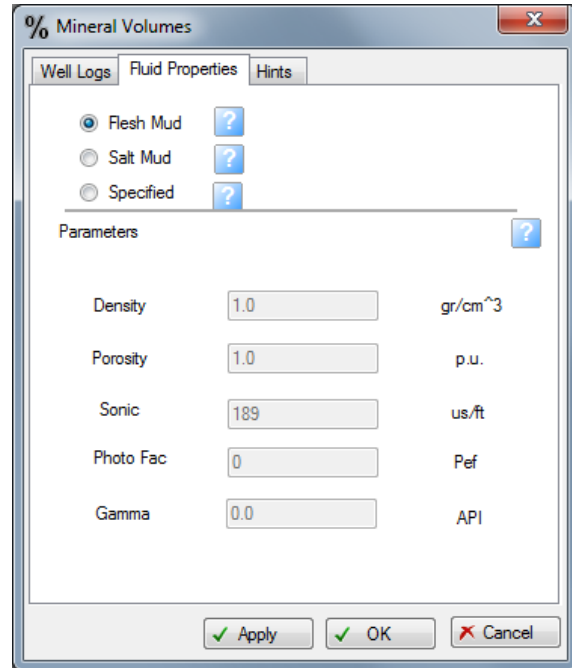 % Mineral Volumes
x
Well Logs Fluid Properties Hints
Flesh Mud ?
Salt Mud ?
Specified ?
Parameters ?
Density 1.0 gr/cm^3
Porosity 1.0 p.u.
Sonic 189 us/ft
Photo Fac 0 Pef
Gamma 0.0 API
Apply OK Cancel